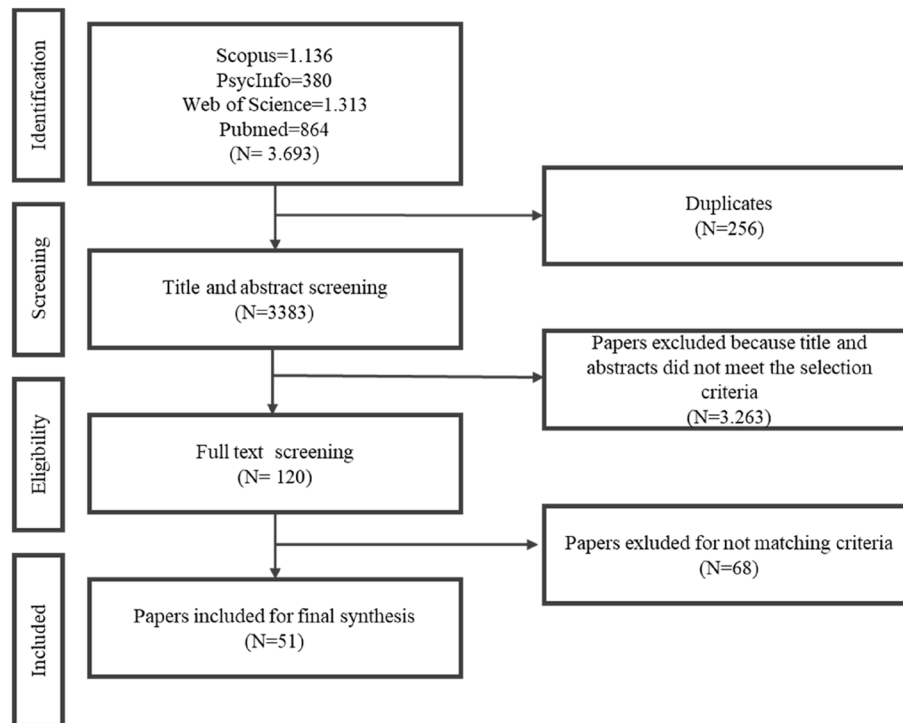 Identification
Scopus=1.136
PsycInfo=380
Web of Science=1.313
Pubmed=864
(N= 3.693)
Duplicates
(N=256)
Screening
Title and abstract screening
(N=3383)
Papers excluded because title and
abstracts did not meet the selection
criteria
(N=3.263)
Eligibility
Full text screening
(N= 120)
Papers exluded for not matching criteria
(N=68)
Included
Papers included for final synthesis
(N=51)